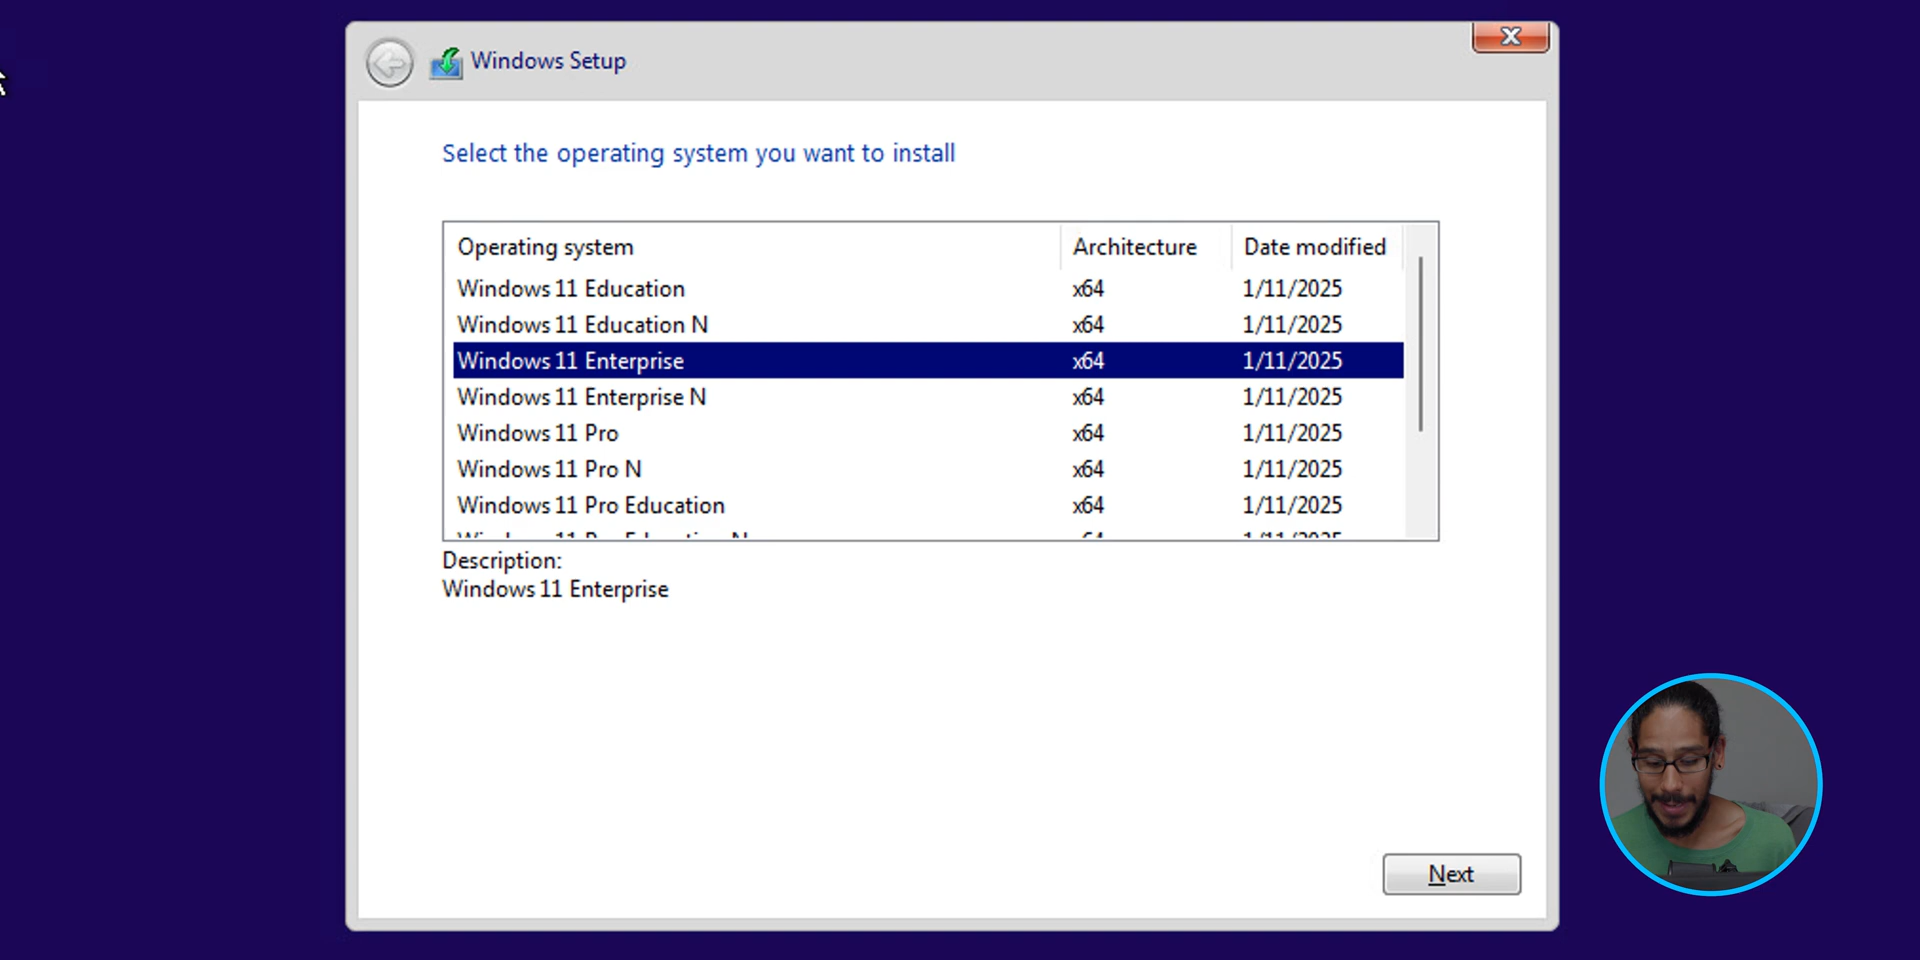 Windows Setup
Select the operating system you want to install
Operating system Architecture Date modified
Windows 11 Education x64 1/11/2025
Windows 11 Education N x64 1/11/2025
Windows 11 Enterprise x64 1/11/2025
Windows 11 Enterprise N x64 1/11/2025
Windows 11 Pro x64 1/11/2025
Windows 11 Pro N x64 1/11/2025
Windows 11 Pro Education x64 1/11/2025
Description:
Windows 11 Enterprise
Next